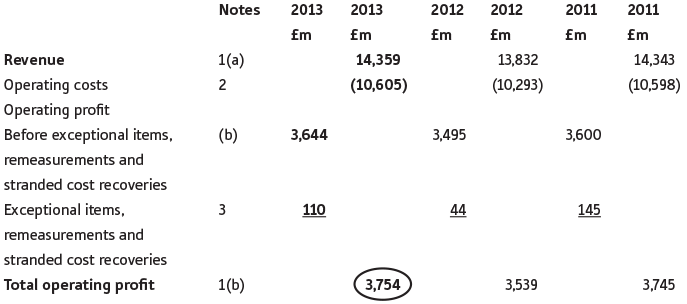 Notes 2013 2013 2012 2012 2011 2011
£m £m £m £m £m £m
Revenue 1(a) 14,359 13,832 14,343
Operating costs 2 (10,605) (10,293) (10,598)
Operating profit
Before exceptional items, (b) 3,644 3,495 3,600
remeasurements and
stranded cost recoveries
Exceptional items, 3 110 44 145
remeasurements and
stranded cost recoveries
Total operating profit 1(b) 3,754 3,539 3,745